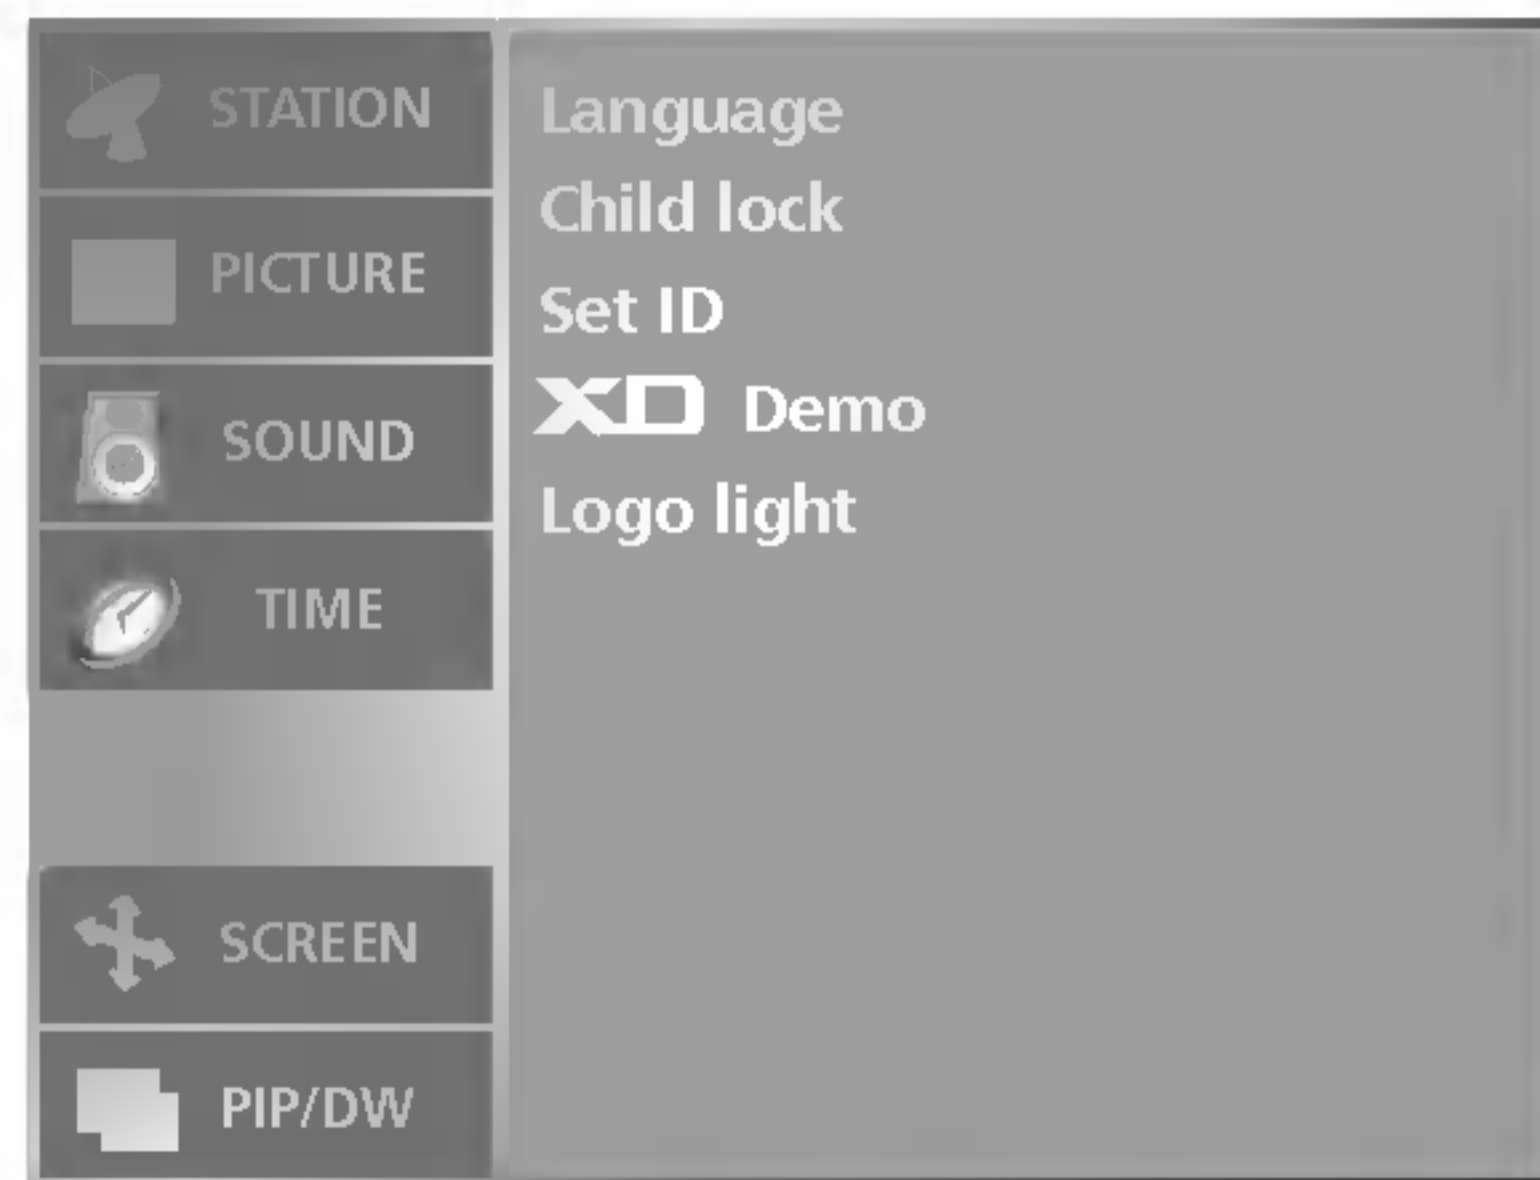 STATION
PICTURE
SOUND
TIME
SCREEN
PIP/DW
Language
Child lock
Set ID
XD Demo
Logo light